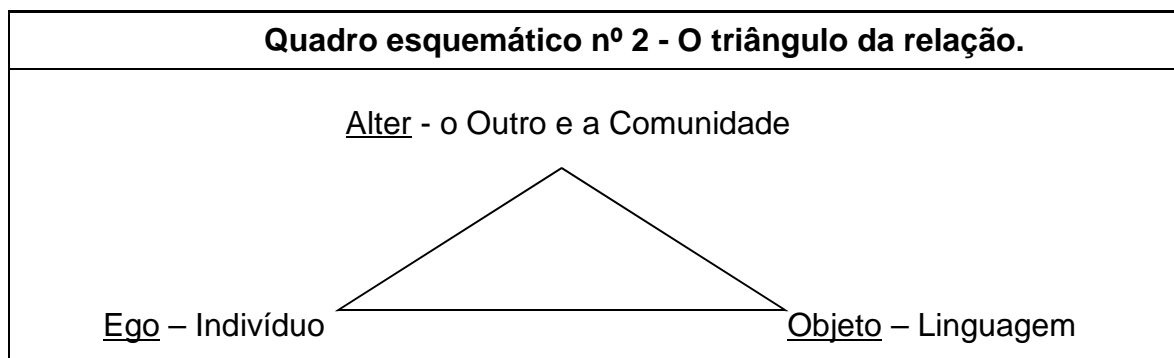 Quadro esquemático nº 2 - O triângulo da relação.
Alter - o Outro e a Comunidade
Ego – Indivíduo
Objeto – Linguagem